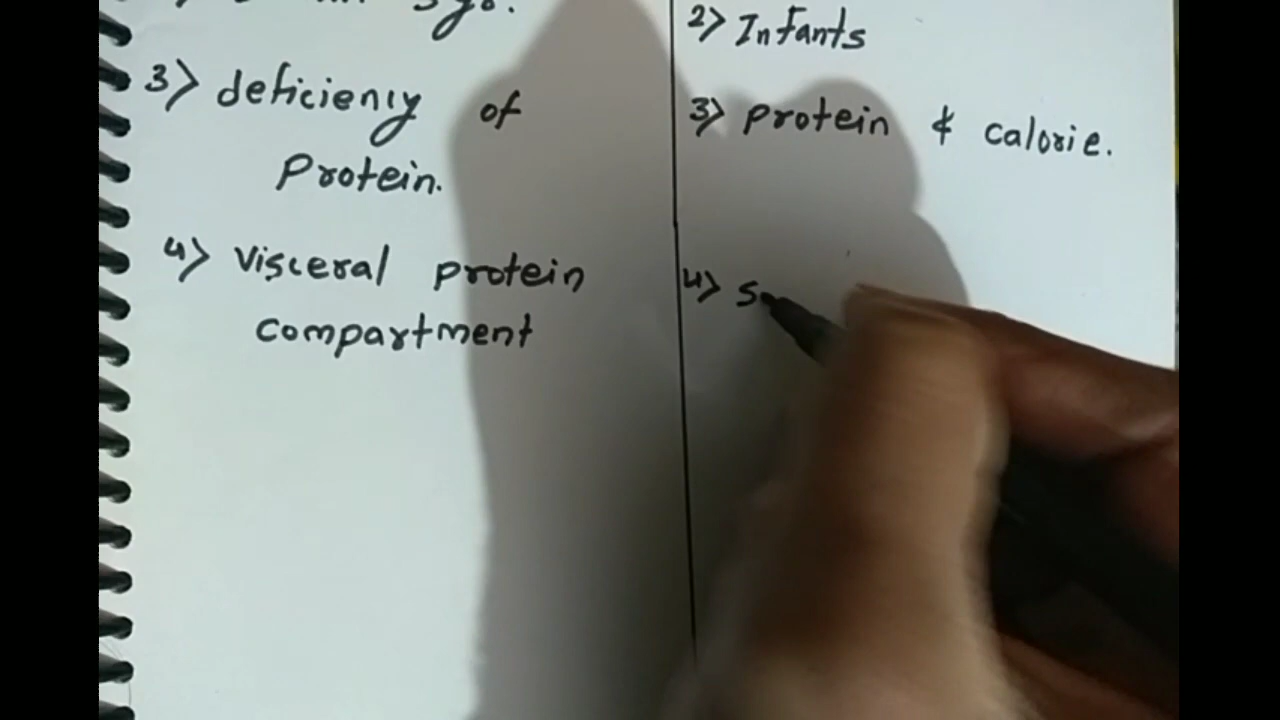 3) deficiency of
Protein.
4) Visceral protein
compartment
2) Infants
3) Protein & calorie.
4) S